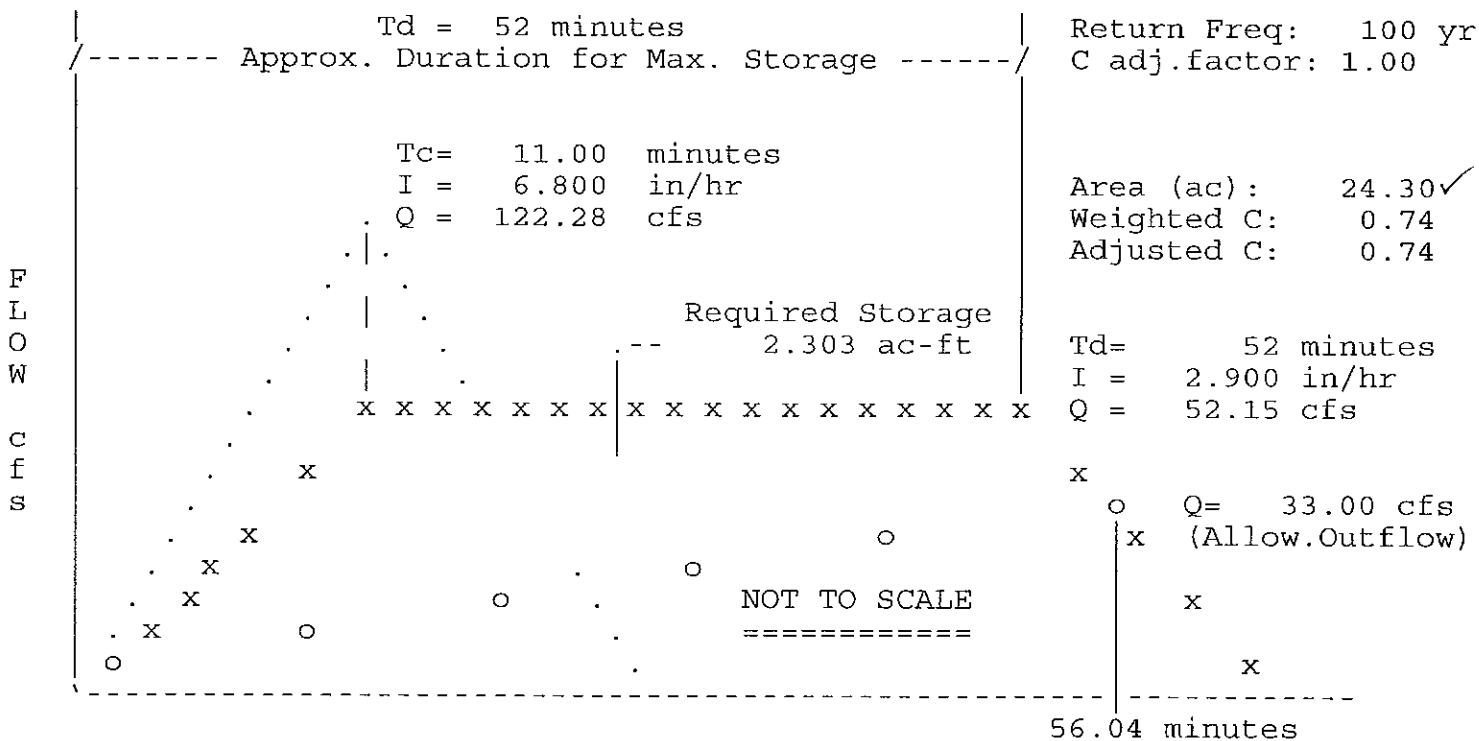 Td = 52 minutes
/------- Approx. Duration for Max. Storage ------/
Return Freq: 100 yr
C adj.factor: 1.00
Tc= 11.00 minutes
I = 6.800 in/hr
Q = 122.28 cfs
Area (ac): 24.30✓
Weighted C: 0.74
Adjusted C: 0.74
FLOW cfs
Required Storage
2.303 ac-ft
Td= 52 minutes
I = 2.900 in/hr
Q = 52.15 cfs
x x x x x x x x x x x x x x x x x x
Q= 33.00 cfs
(Allow.Outflow)
NOT TO SCALE
============
56.04 minutes